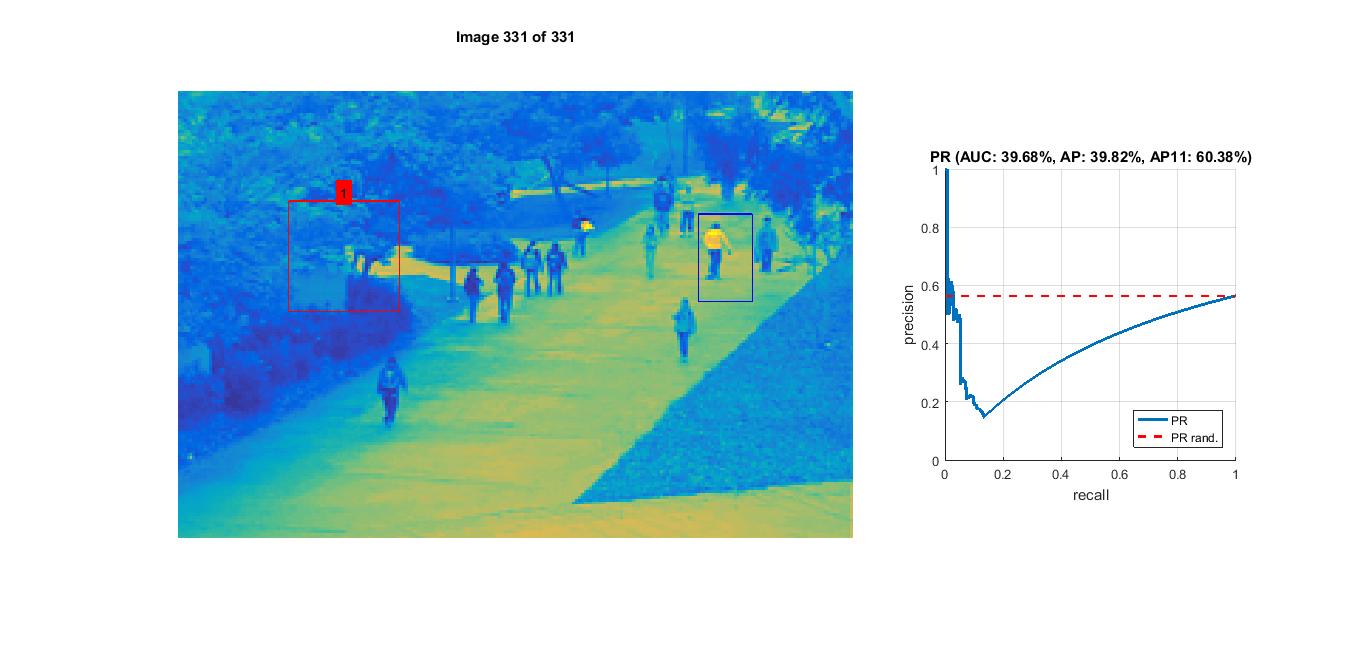 Image 331 of 331
1
PR (AUC: 39.68%, AP: 39.82%, AP11: 60.38%)
1
0.8
0.6
0.4
0.2
0
precision
0
0.2
0.4
0.6
0.8
1
recall
PR
PR rand.